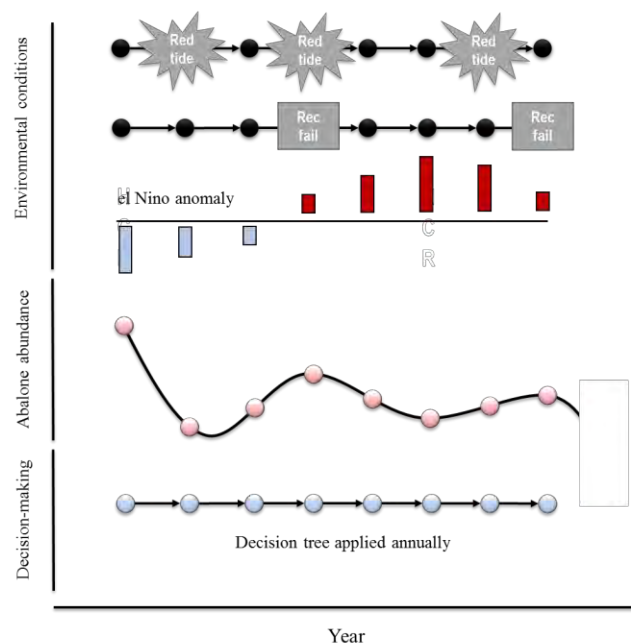 Red
tide
Red
tide
Red
tide
Environmental conditions
Rec
fail
Rec
fail
el Nino anomaly
C
R
Abalone abundance
Decision-making
Decision tree applied annually
Year